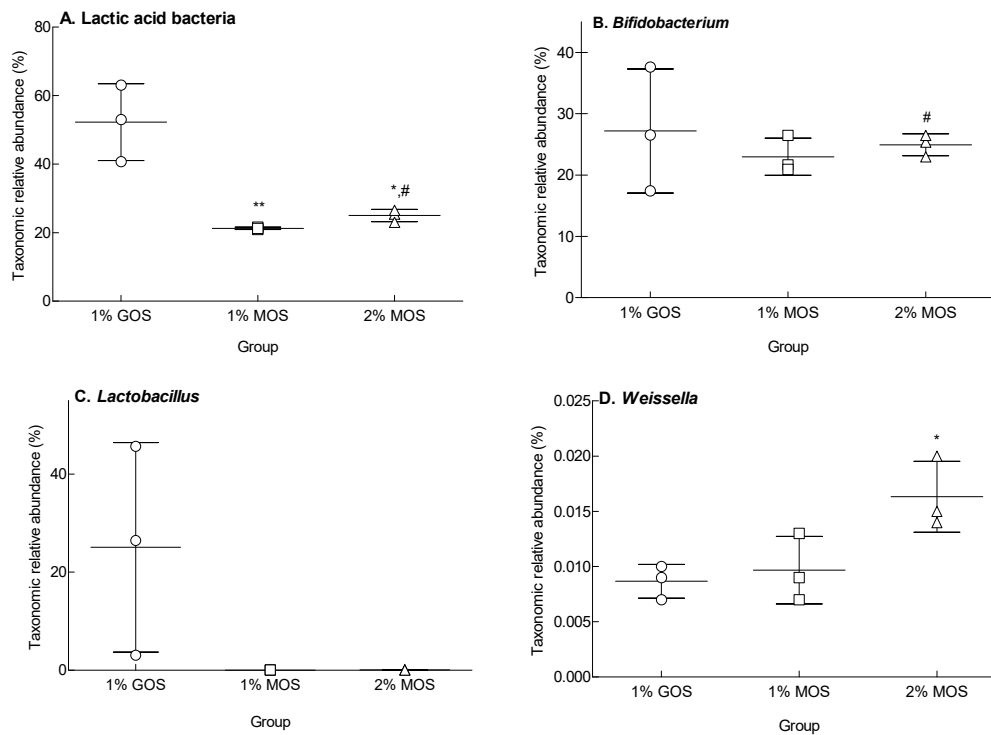 A. Lactic acid bacteria
Taxonomic relative abundance (%)
80
60
40
20
0
**
*,#
1% GOS
1% MOS
2% MOS
Group
B. Bifidobacterium
Taxonomic relative abundance (%)
40
30
20
10
0
#
1% GOS
1% MOS
2% MOS
Group
C. Lactobacillus
Taxonomic relative abundance (%)
40
20
0
1% GOS
1% MOS
2% MOS
Group
D. Weissella
Taxonomic relative abundance (%)
0.025
0.020
0.015
0.010
0.005
0.000
*
1% GOS
1% MOS
2% MOS
Group